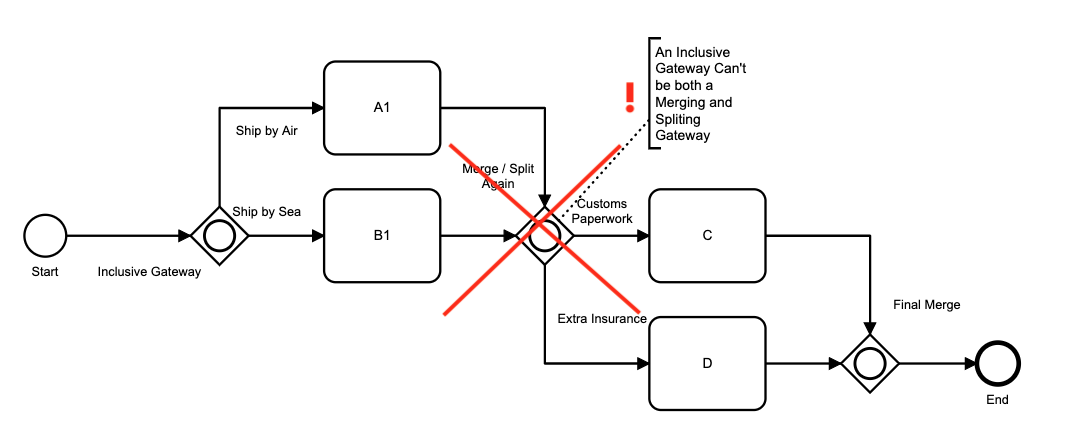 An Inclusive
Gateway Can't
be both a
Merging and
Spliting
Gateway
!
A1
Ship by Air
Merge / Split
Again
Ship by Sea
Customs
Paperwork
B1
C
Start
Inclusive Gateway
Final Merge
Extra Insurance
D
End